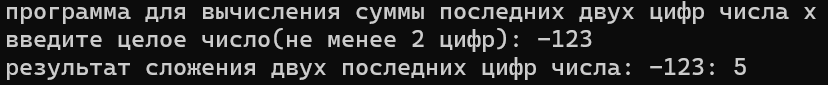 программа для вычисления суммы последних двух цифр числа x
введите целое число(не менее 2 цифр): -123
результат сложения двух последних цифр числа: -123: 5